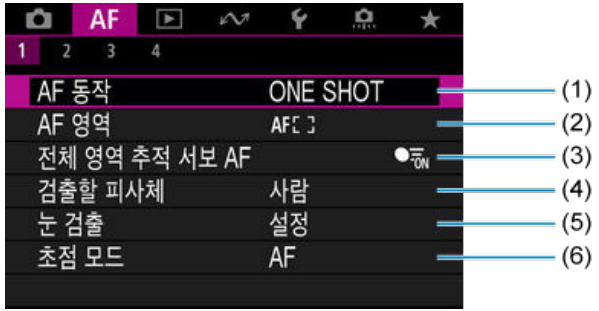 AF
1 2 3 4
AF 동작 ONE SHOT (1)
AF 영역 AF[ ] (2)
전체 영역 추적 서보 AF ON (3)
검출할 피사체 사람 (4)
눈 검출 설정 (5)
초점 모드 AF (6)